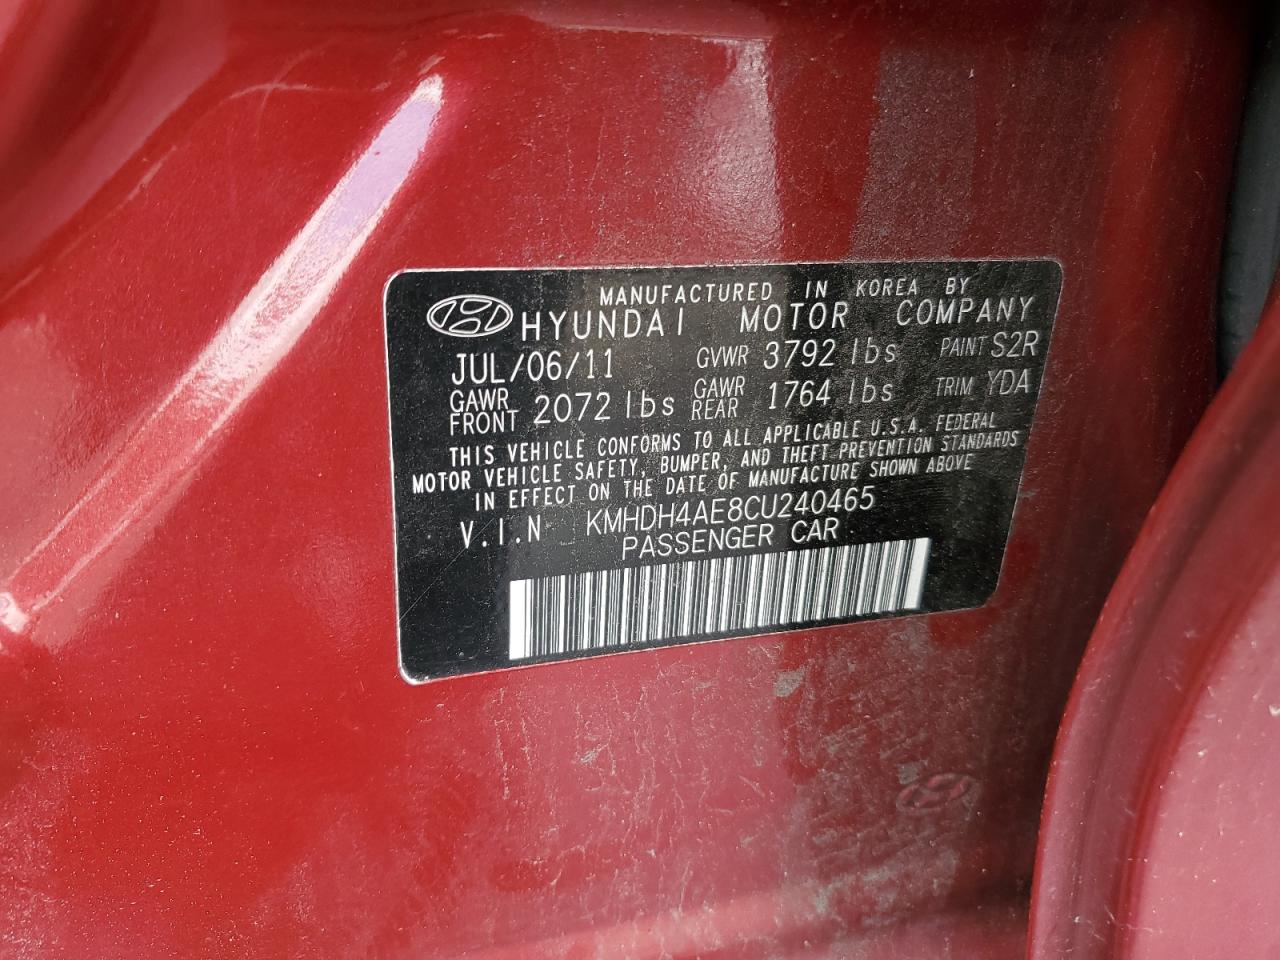 MANUFACTURED IN KOREA BY
HYUNDAI MOTOR COMPANY
JUL/06/11 GVWR 3792 lbs PAINT S2R
GAWR FRONT 2072 lbs GAWR REAR 1764 lbs TRIM YDA
THIS VEHICLE CONFORMS TO ALL APPLICABLE U.S.A. FEDERAL
MOTOR VEHICLE SAFETY, BUMPER, AND THEFT PREVENTION STANDARDS
IN EFFECT ON THE DATE OF MANUFACTURE SHOWN ABOVE
V.I.N KMHDH4AE8CU240465
PASSENGER CAR